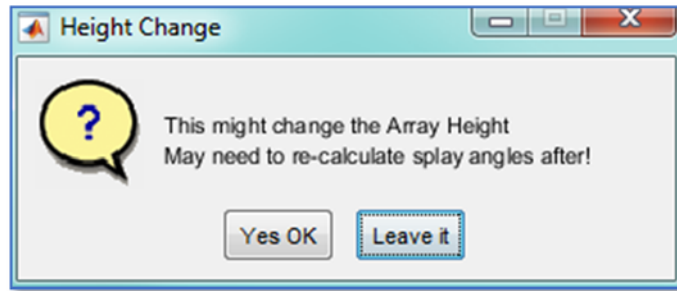 Height Change
?
This might change the Array Height
May need to re-calculate splay angles after!
Yes OK Leave it